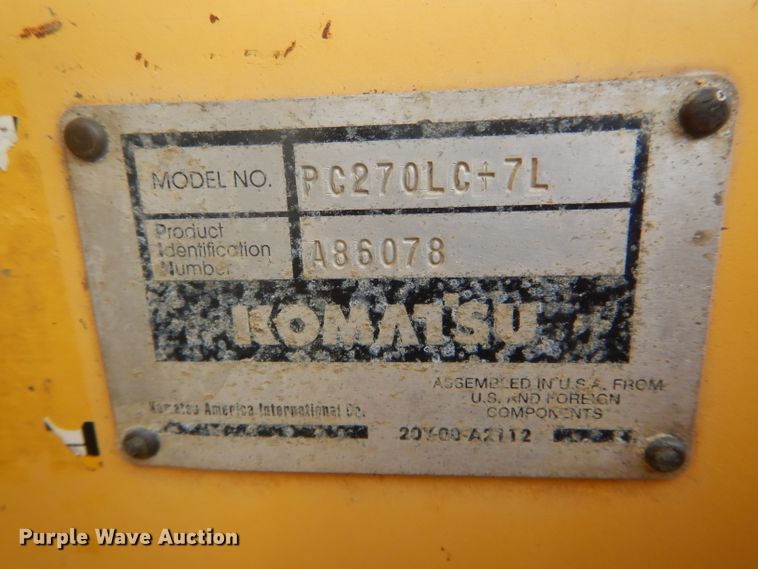 MODEL NO. PC270LC-7L
Product
Identification
Number A86078
KOMATSU
ASSEMBLED IN U.S.A. FROM
U.S. AND FOREIGN
COMPONENTS
Komatsu America International Co.
20Y-00-A2112
Purple Wave Auction